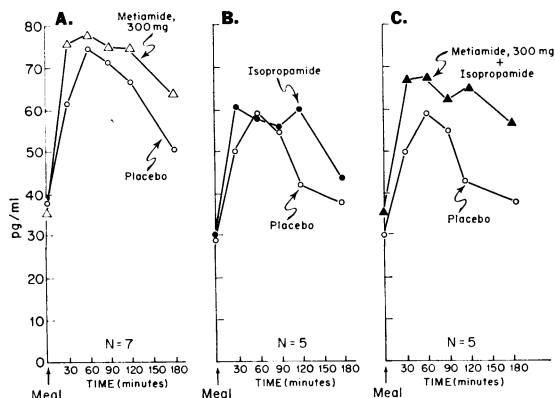 A.
Metiamide,
300 mg
Placebo
pg/ml
80
70
60
50
40
30
20
10
0
N=7
30 60 90 120 150 180
TIME (minutes)
Meal
B.
Isopropamide
Placebo
N=5
30 60 90 120 150 180
TIME (minutes)
Meal
C.
Metiamide, 300 mg
+
Isopropamide
Placebo
N=5
30 60 90 120 150 180
TIME (minutes)
Meal